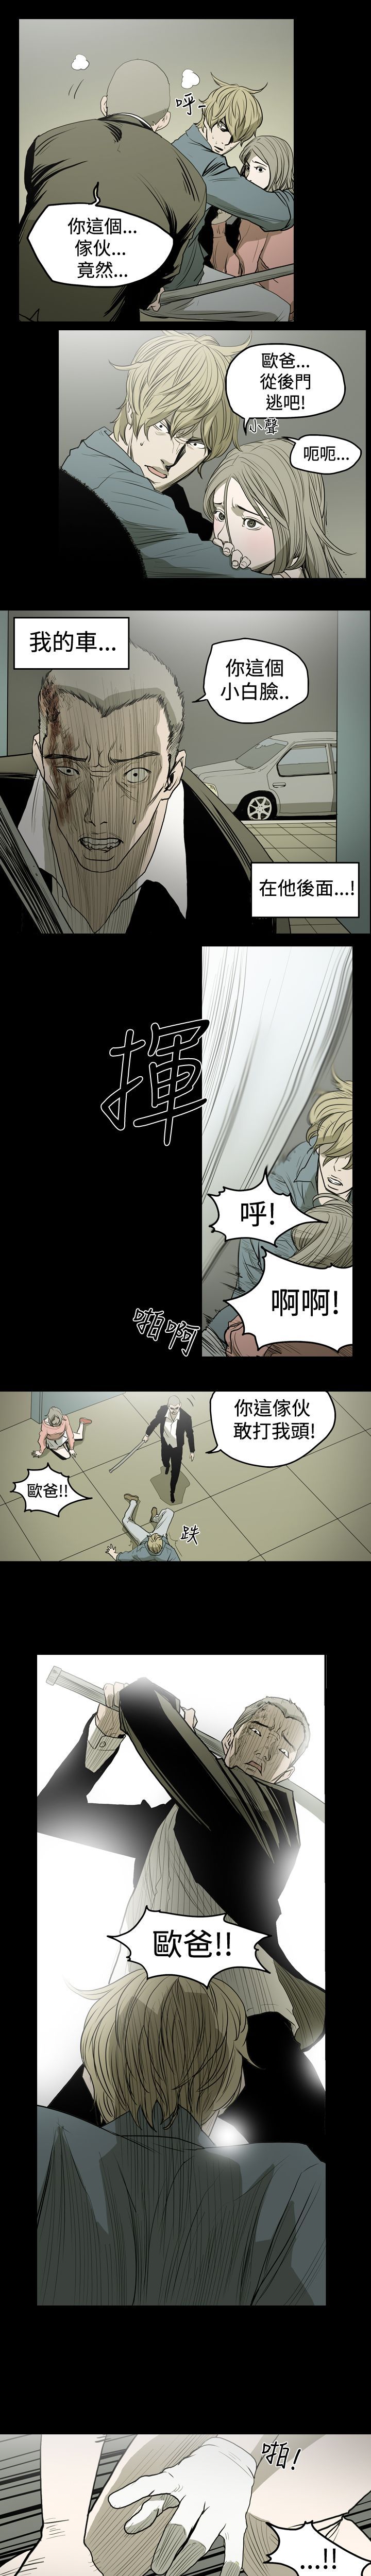 呼-
你這個...
傢伙...
竟然...
歐爸...
從後門
逃吧!
小聲
呃呃...
我的車...
你這個
小白臉..
在他後面...!
揮
呼!
啊啊!
啪啊
你這傢伙
敢打我頭!
歐爸!!
跌
歐爸!!
啪!
...!!